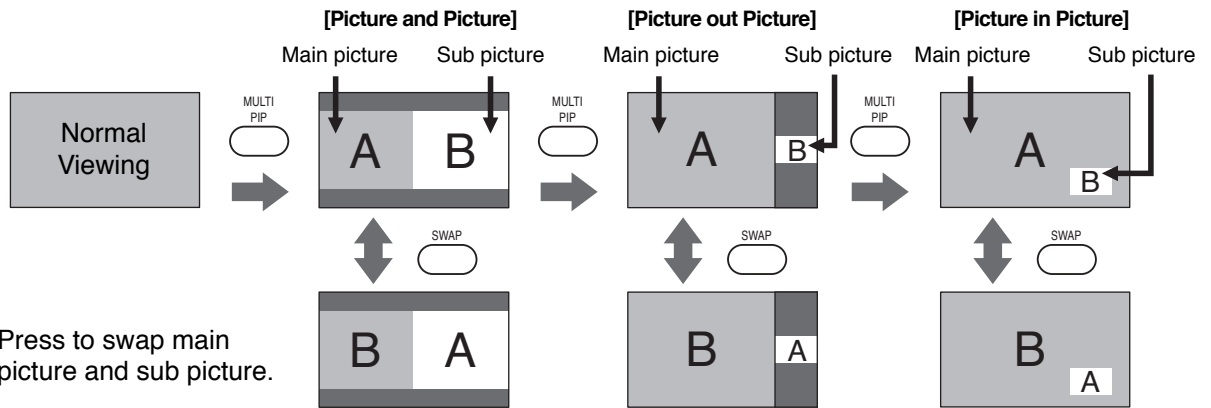 [Picture and Picture] [Picture out Picture] [Picture in Picture]
Main picture Sub picture Main picture Sub picture Main picture Sub picture
Normal
Viewing
MULTI
PIP
A B
MULTI
PIP
A B
MULTI
PIP
A
B
SWAP SWAP SWAP
Press to swap main
picture and sub picture.
B A
B A
B
A